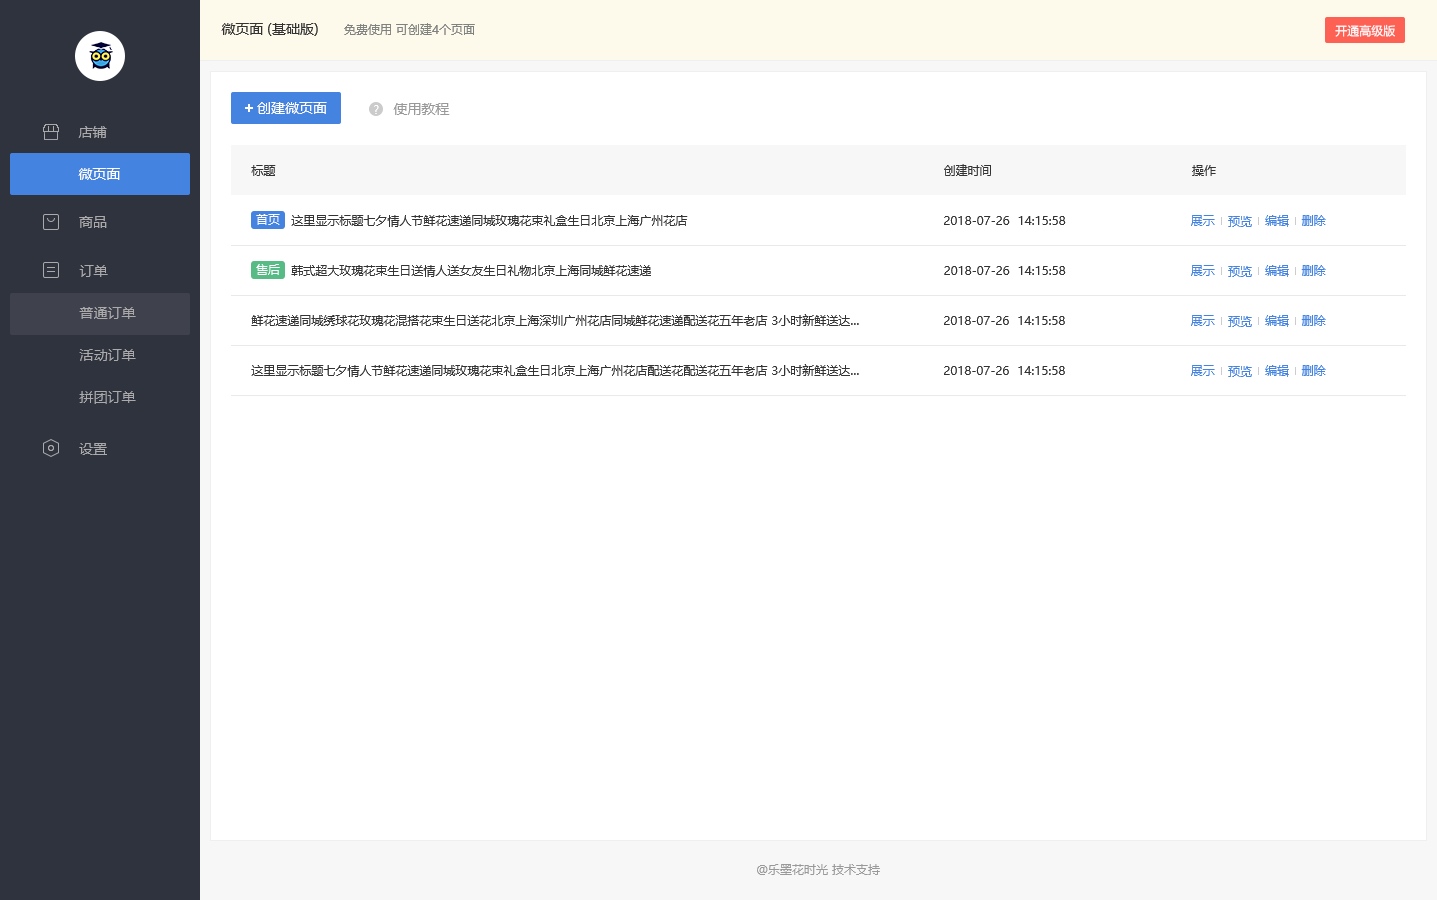 微页面 (基础版) 免费使用 可创建4个页面 开通高级版
店铺
微页面
商品
订单
普通订单
活动订单
拼团订单
设置
+ 创建微页面 ? 使用教程
标题 创建时间 操作
首页 这里显示标题七夕情人节鲜花速递同城玫瑰花束礼盒生日北京上海广州花店 2018-07-26 14:15:58 展示 预览 编辑 删除
售后 韩式超大玫瑰花束生日送情人送女友生日礼物北京上海同城鲜花速递 2018-07-26 14:15:58 展示 预览 编辑 删除
鲜花速递同城绣球花玫瑰花混搭花束生日送花北京上海深圳广州花店同城鲜花速递配送花五年老店 3小时新鲜送达... 2018-07-26 14:15:58 展示 预览 编辑 删除
这里显示标题七夕情人节鲜花速递同城玫瑰花束礼盒生日北京上海广州花店配送花配送花五年老店 3小时新鲜送达... 2018-07-26 14:15:58 展示 预览 编辑 删除
@乐墨花时光 技术支持